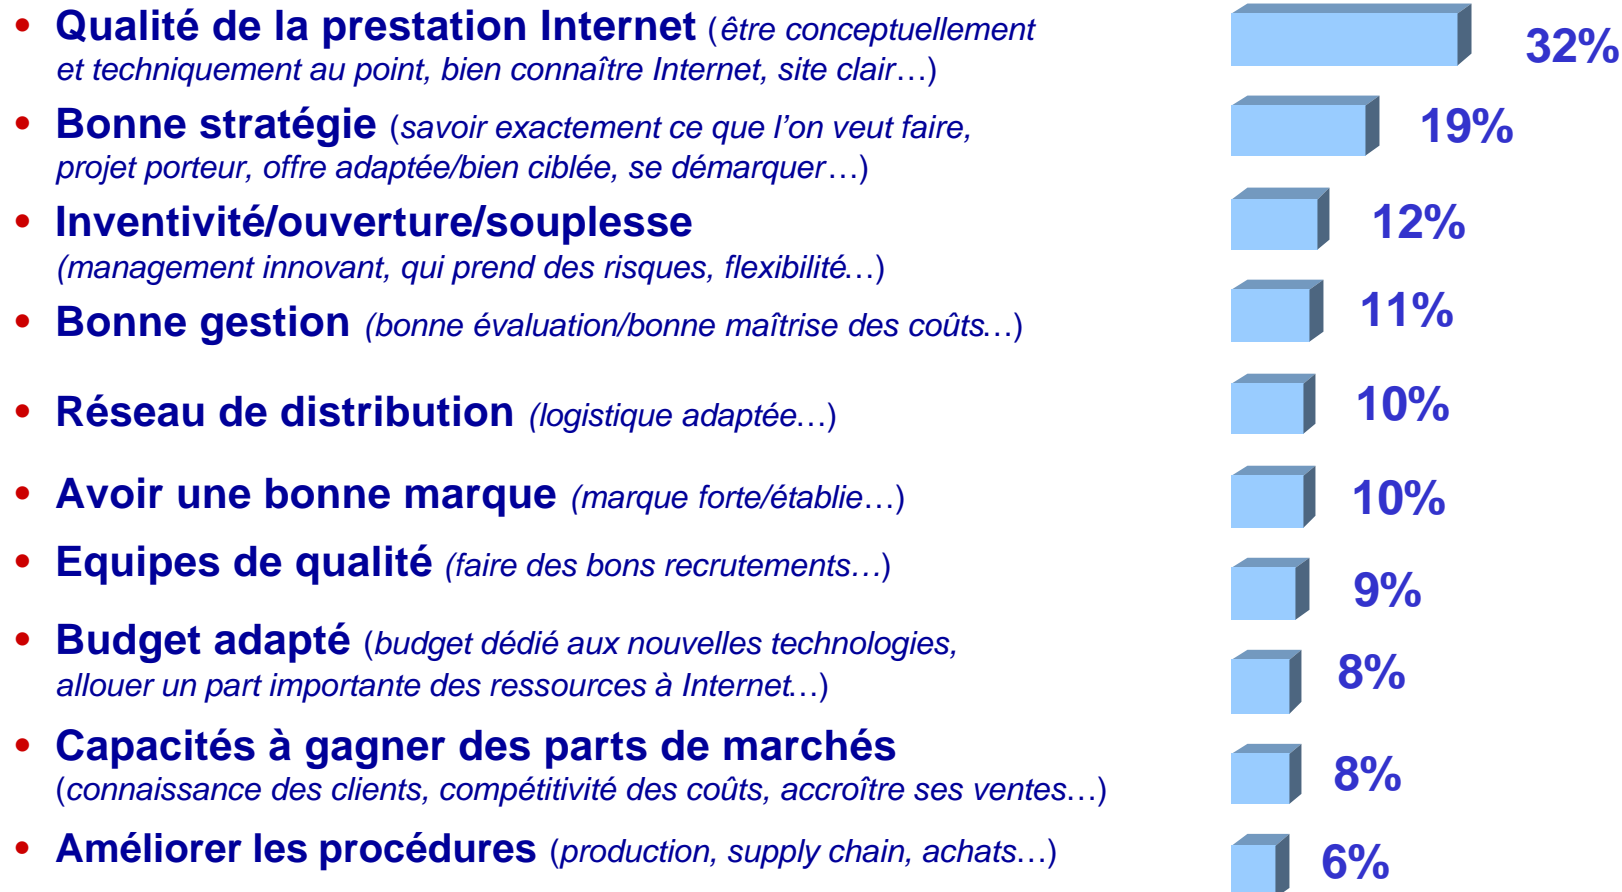 • Qualité de la prestation Internet (être conceptuellement 32%
et techniquement au point, bien connaître Internet, site clair…)
• Bonne stratégie (savoir exactement ce que l’on veut faire, 19%
projet porteur, offre adaptée/bien ciblée, se démarquer…)
• Inventivité/ouverture/souplesse 12%
(management innovant, qui prend des risques, flexibilité…)
• Bonne gestion (bonne évaluation/bonne maîtrise des coûts…) 11%
• Réseau de distribution (logistique adaptée…) 10%
• Avoir une bonne marque (marque forte/établie…) 10%
• Equipes de qualité (faire des bons recrutements…) 9%
• Budget adapté (budget dédié aux nouvelles technologies, 8%
allouer un part importante des ressources à Internet…)
• Capacités à gagner des parts de marchés 8%
(connaissance des clients, compétitivité des coûts, accroître ses ventes…)
• Améliorer les procédures (production, supply chain, achats…) 6%